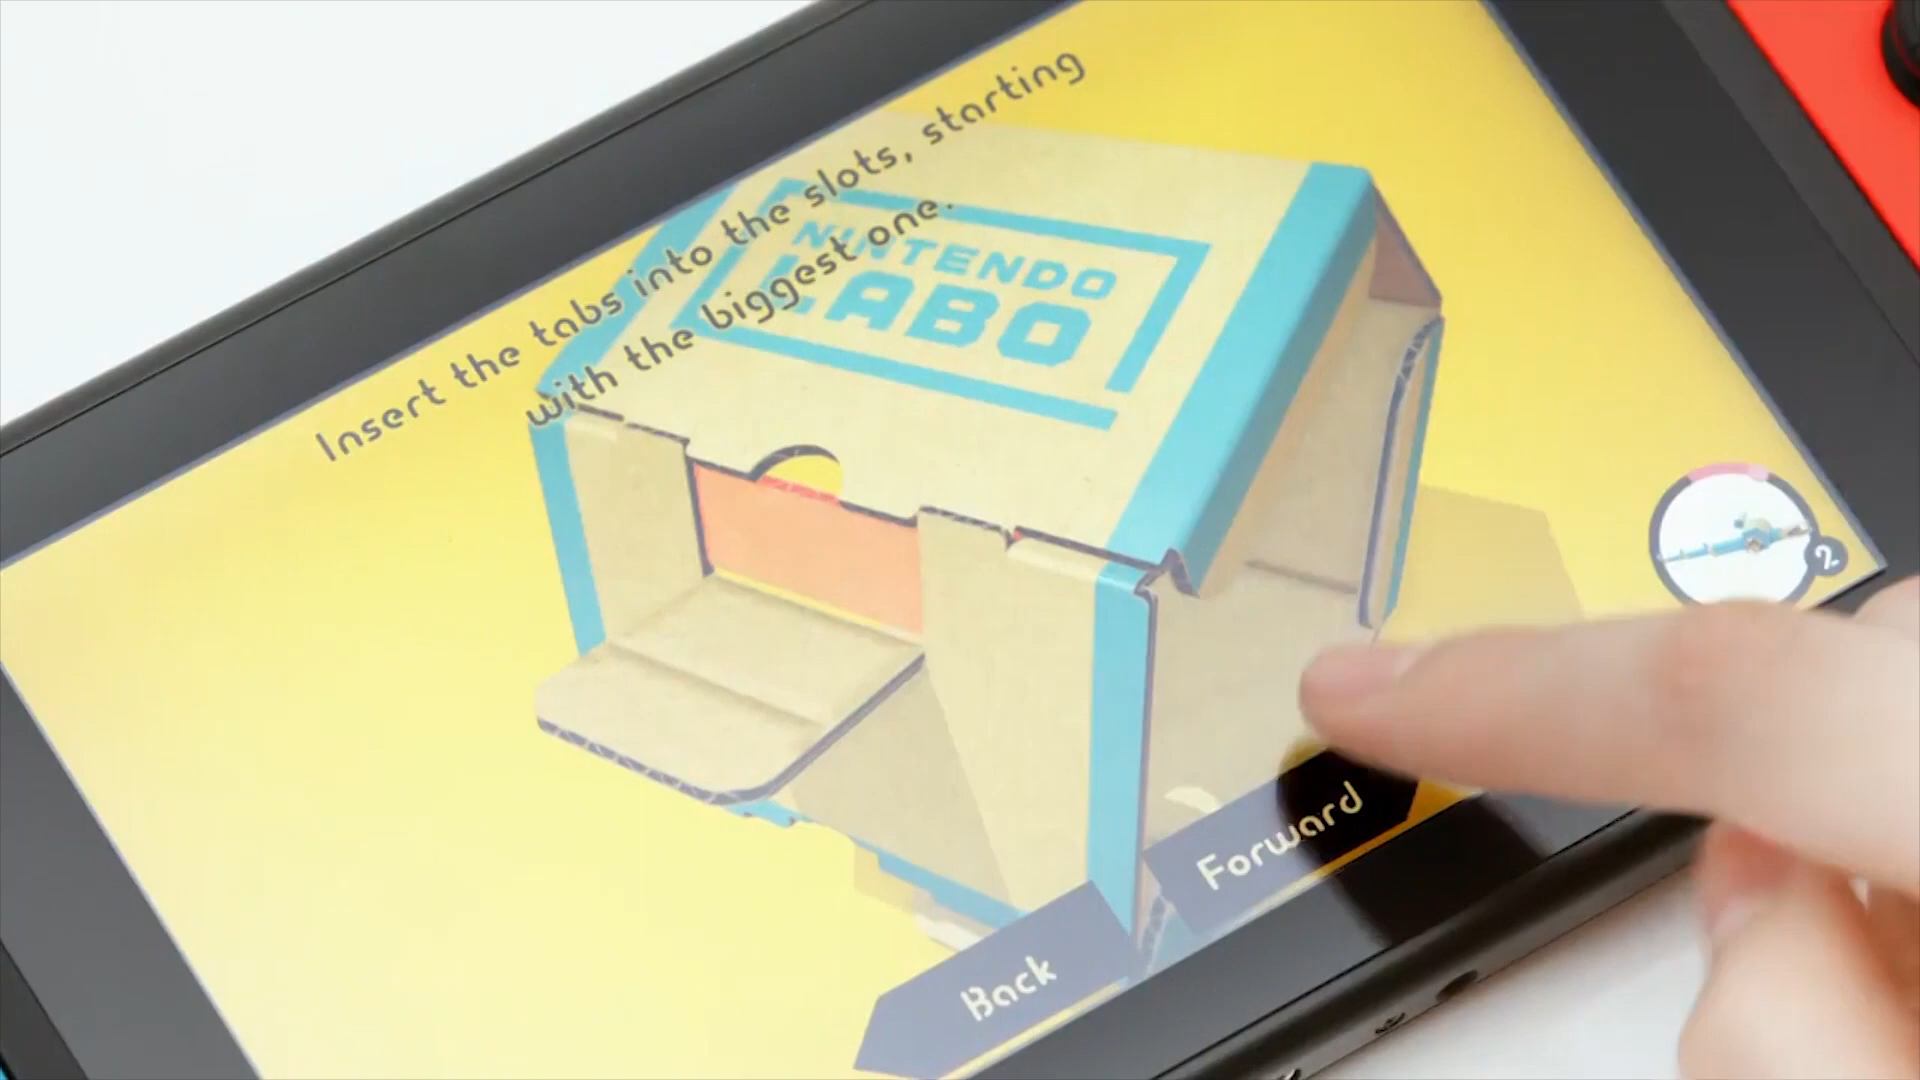 Insert the tabs into the slots, starting
with the biggest one.
NINTENDO
LABO
2
Forward
Back